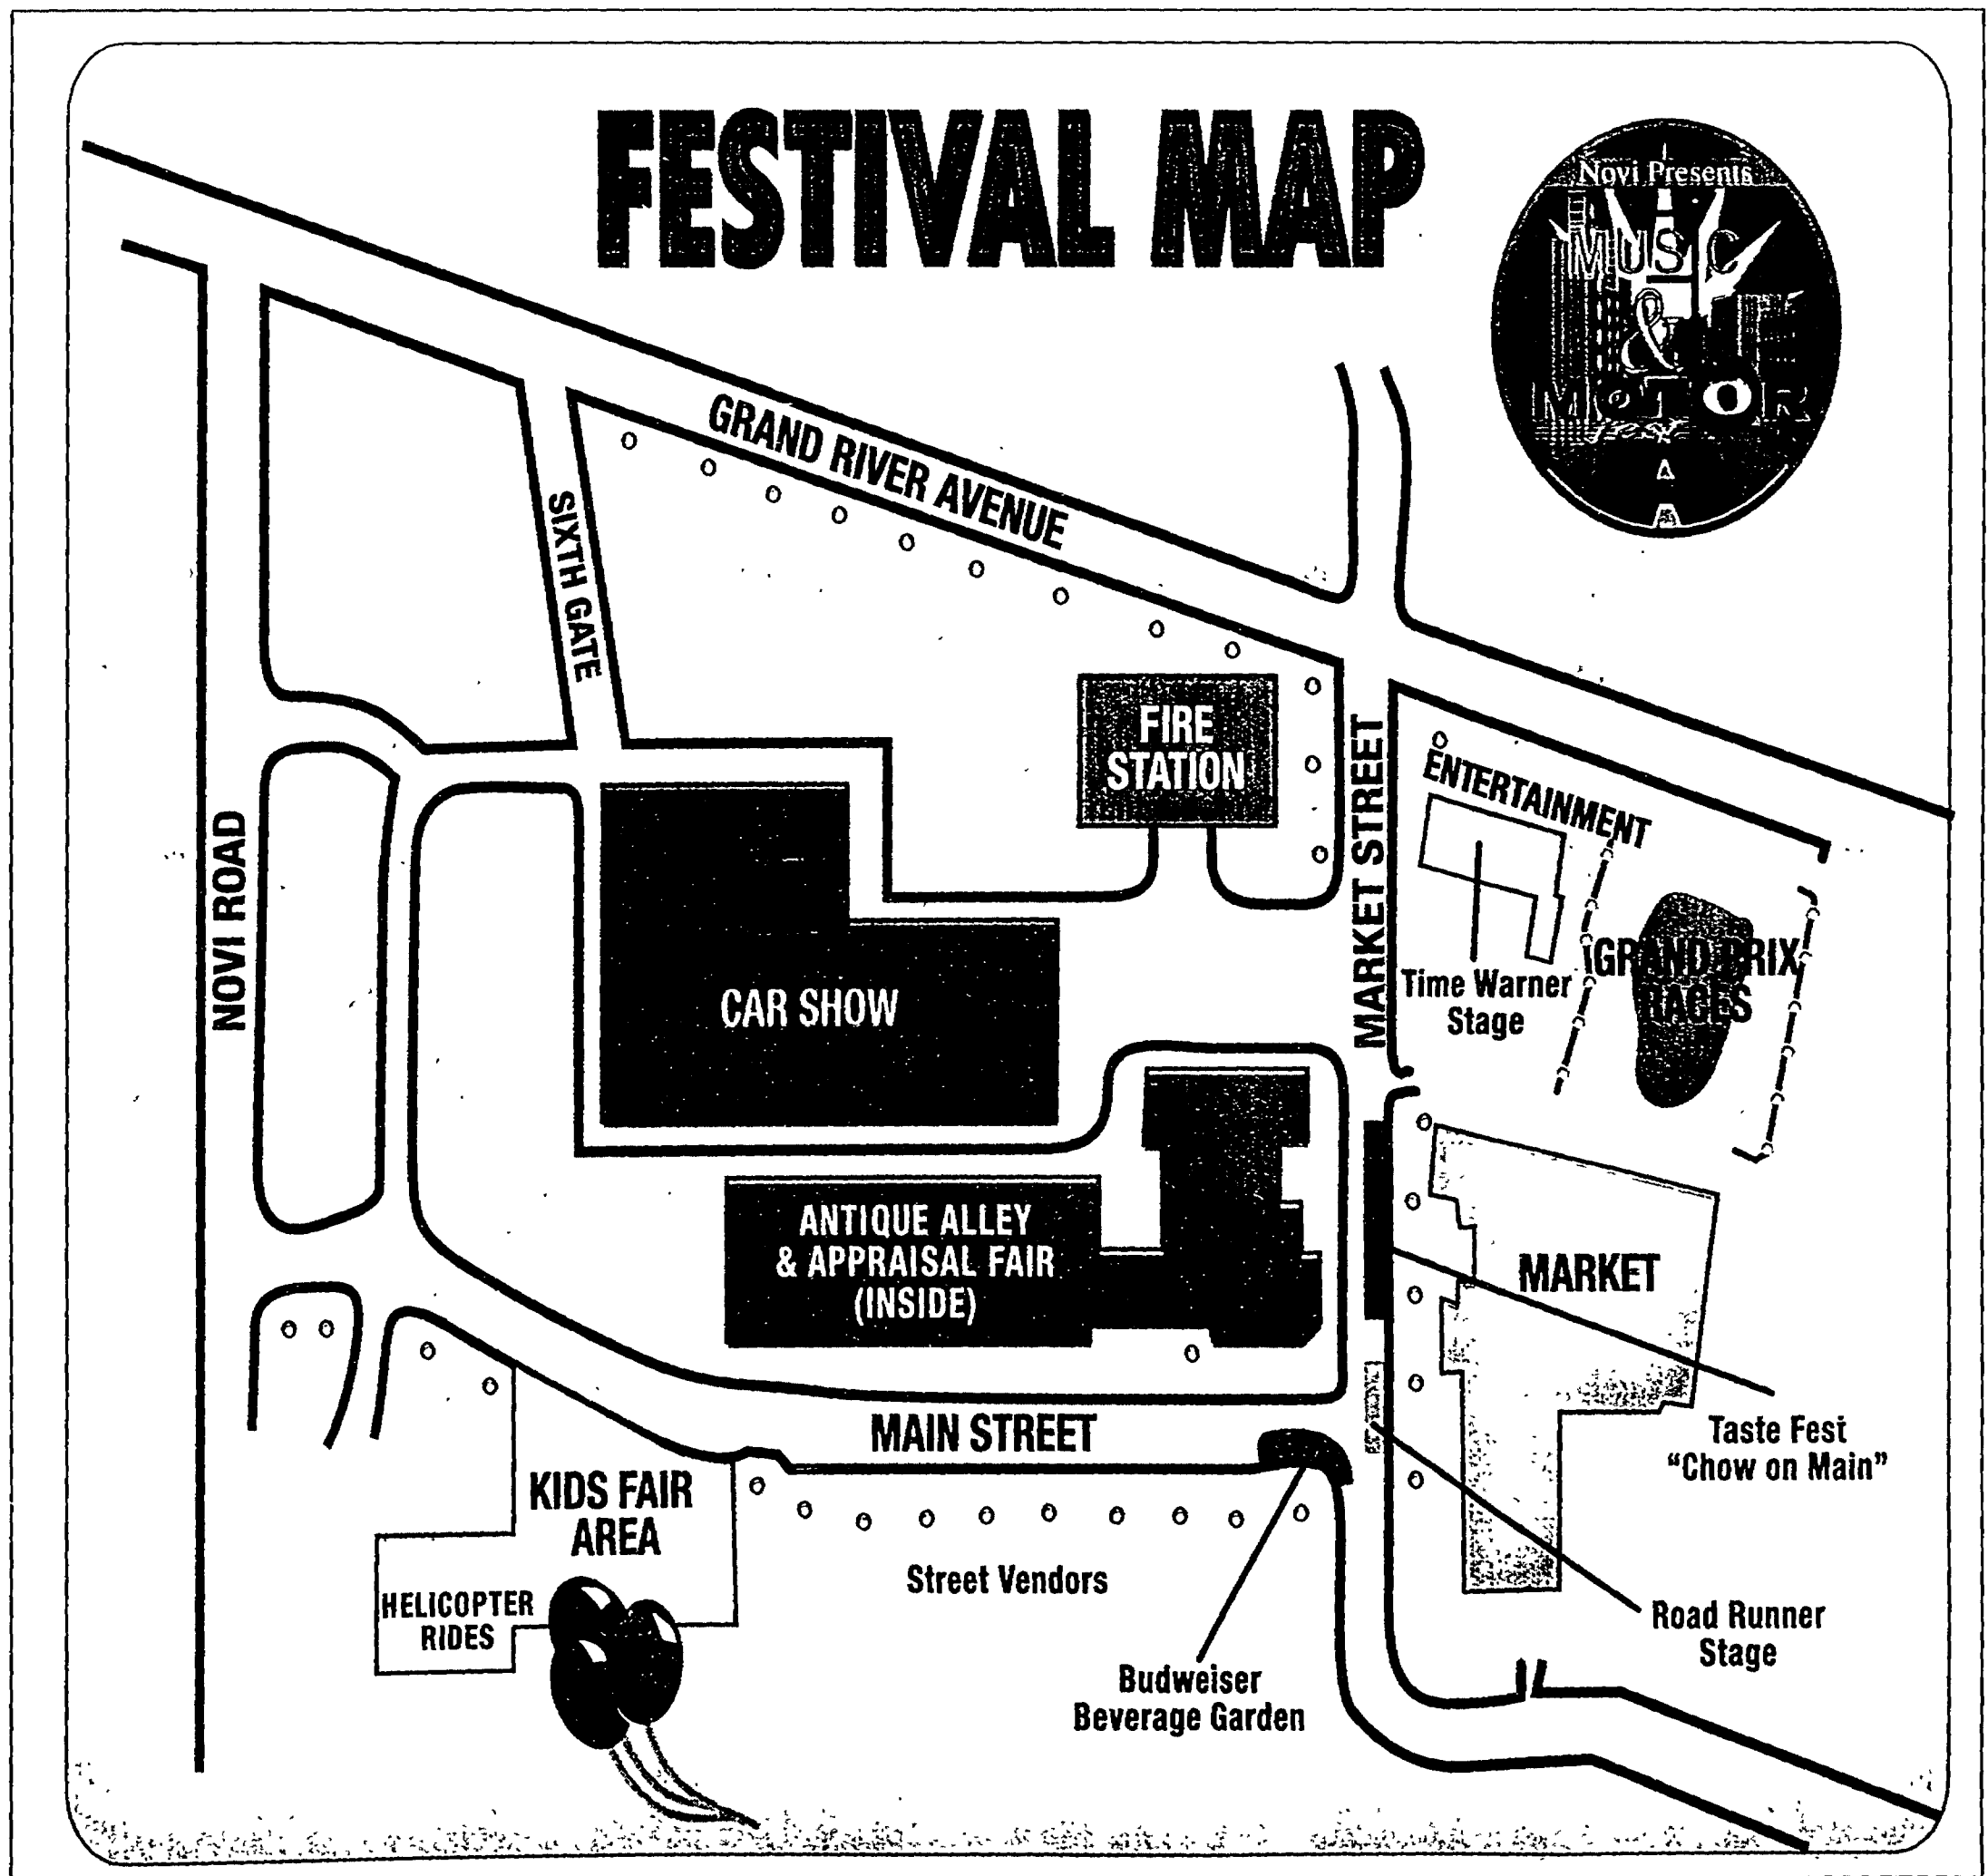 FESTIVAL MAP
Novi Presents
MUSIC
&
MOTOR
GRAND RIVER AVENUE
SIXTH GATE
FIRE
STATION
MARKET STREET
ENTERTAINMENT
NOVI ROAD
GRAND PRIX
RACES
Time Warner
Stage
CAR SHOW
ANTIQUE ALLEY
& APPRAISAL FAIR
(INSIDE)
MARKET
MAIN STREET
Taste Fest
"Chow on Main"
KIDS FAIR
AREA
Street Vendors
HELICOPTER
RIDES
Road Runner
Stage
Budweiser
Beverage Garden